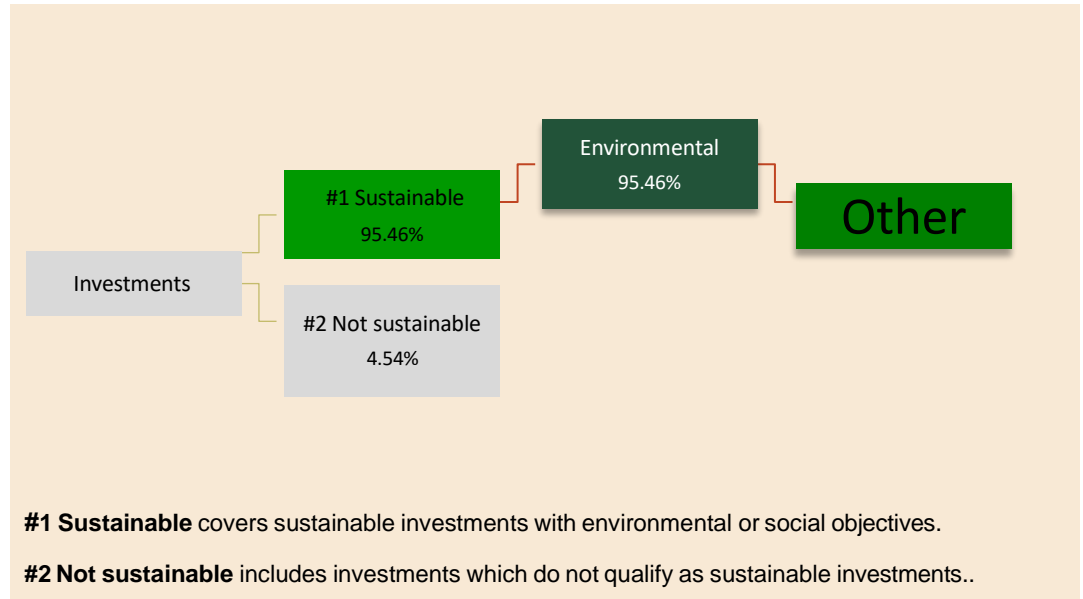 Investments
#1 Sustainable
95.46%
#2 Not sustainable
4.54%
Environmental
95.46%
Other
#1 Sustainable covers sustainable investments with environmental or social objectives.
#2 Not sustainable includes investments which do not qualify as sustainable investments..